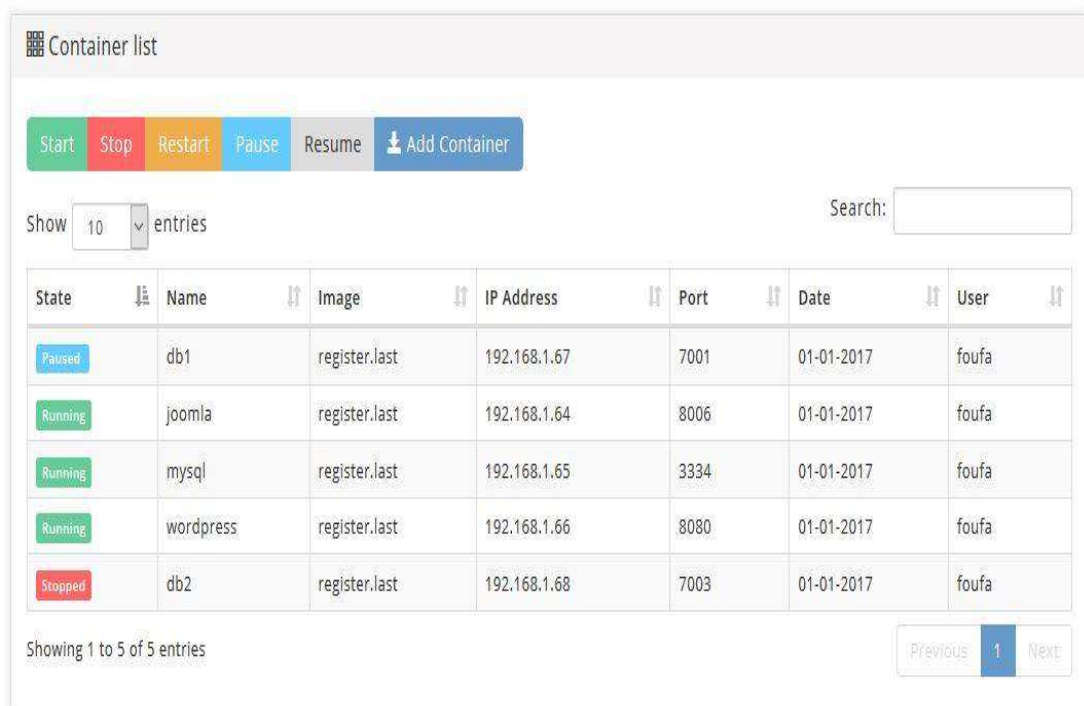 Container list
Start Stop Restart Pause Resume Add Container
Show 10 entries Search:
State Name Image IP Address Port Date User
Paused db1 register.last 192.168.1.67 7001 01-01-2017 foufa
Running joomla register.last 192.168.1.64 8006 01-01-2017 foufa
Running mysql register.last 192.168.1.65 3334 01-01-2017 foufa
Running wordpress register.last 192.168.1.66 8080 01-01-2017 foufa
Stopped db2 register.last 192.168.1.68 7003 01-01-2017 foufa
Showing 1 to 5 of 5 entries Previous 1 Next